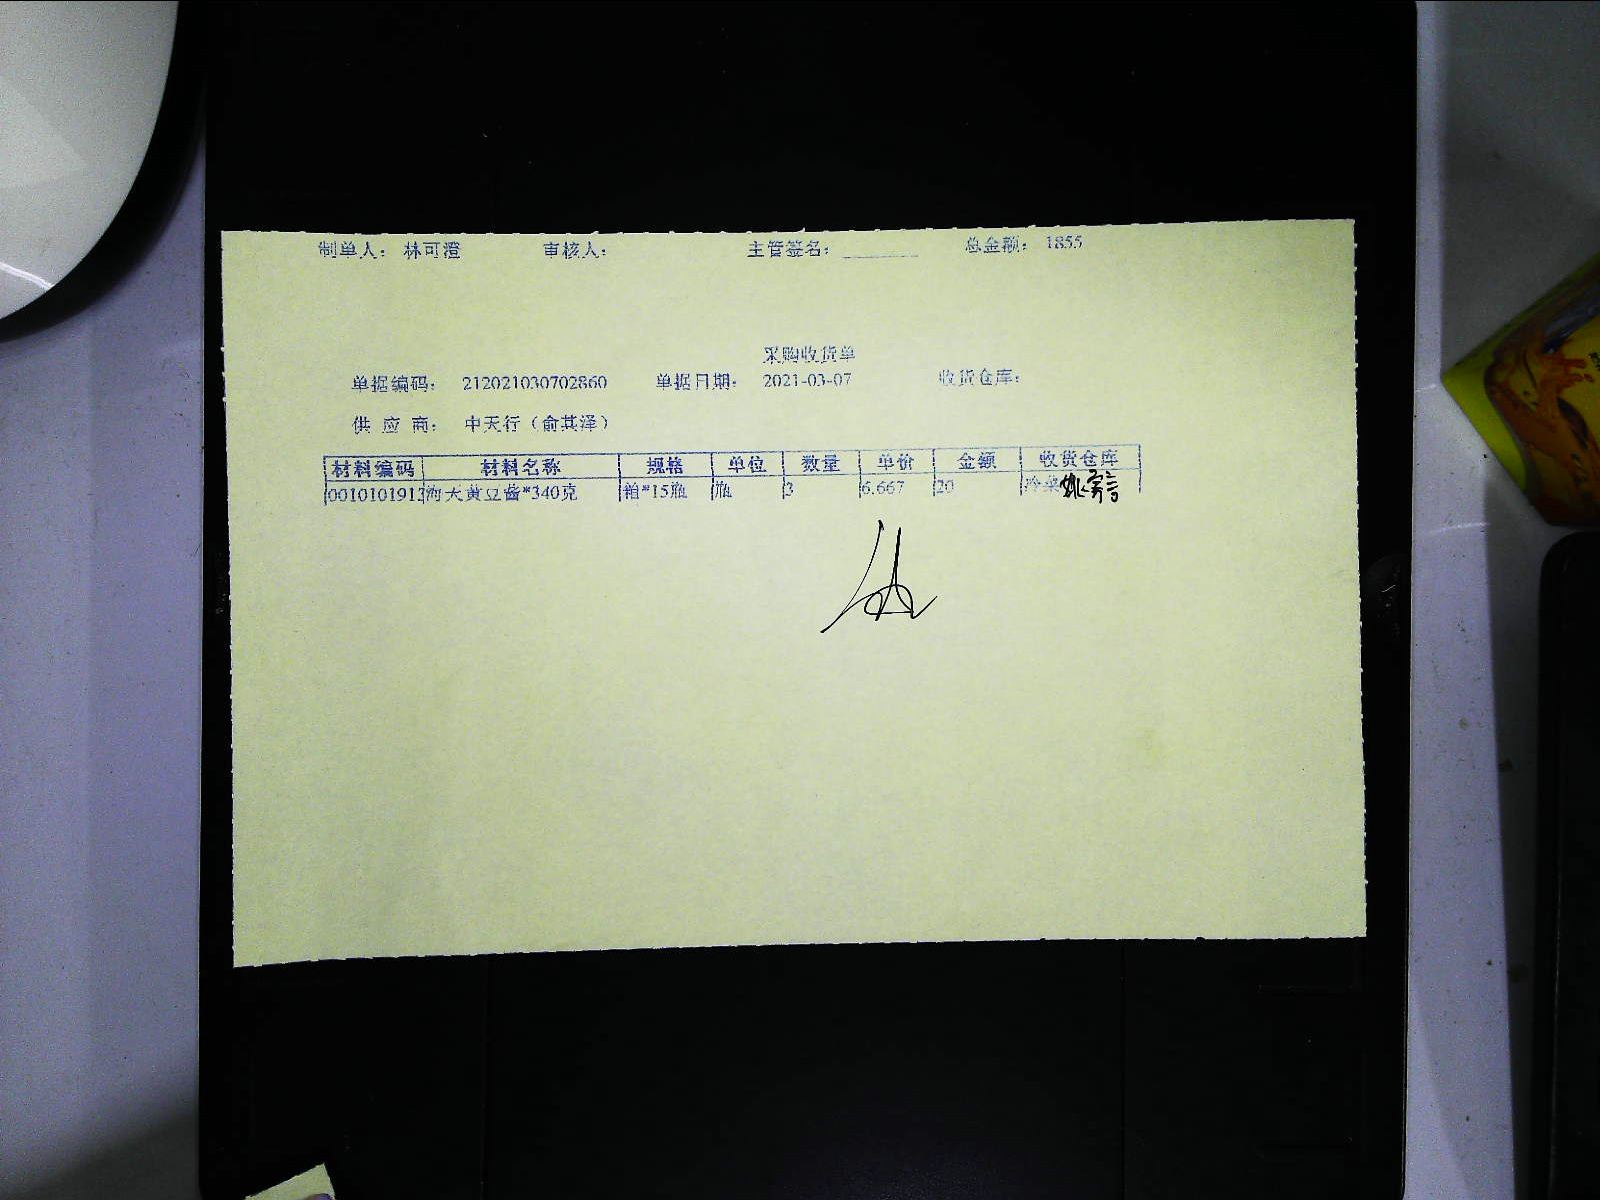 制单人： 林可澄 审核人： 主管签名： 总金额： 1855
采购收货单
单据编码： 212021030702860 单据日期： 2021-03-07 收货仓库：
供 应 商： 中天行（俞其泽）
材料编码 材料名称 规格 单位 数量 单价 金额 收货仓库
001010191 海天黄豆酱*340克 箱*15瓶 瓶 3 6.667 20 冷菜